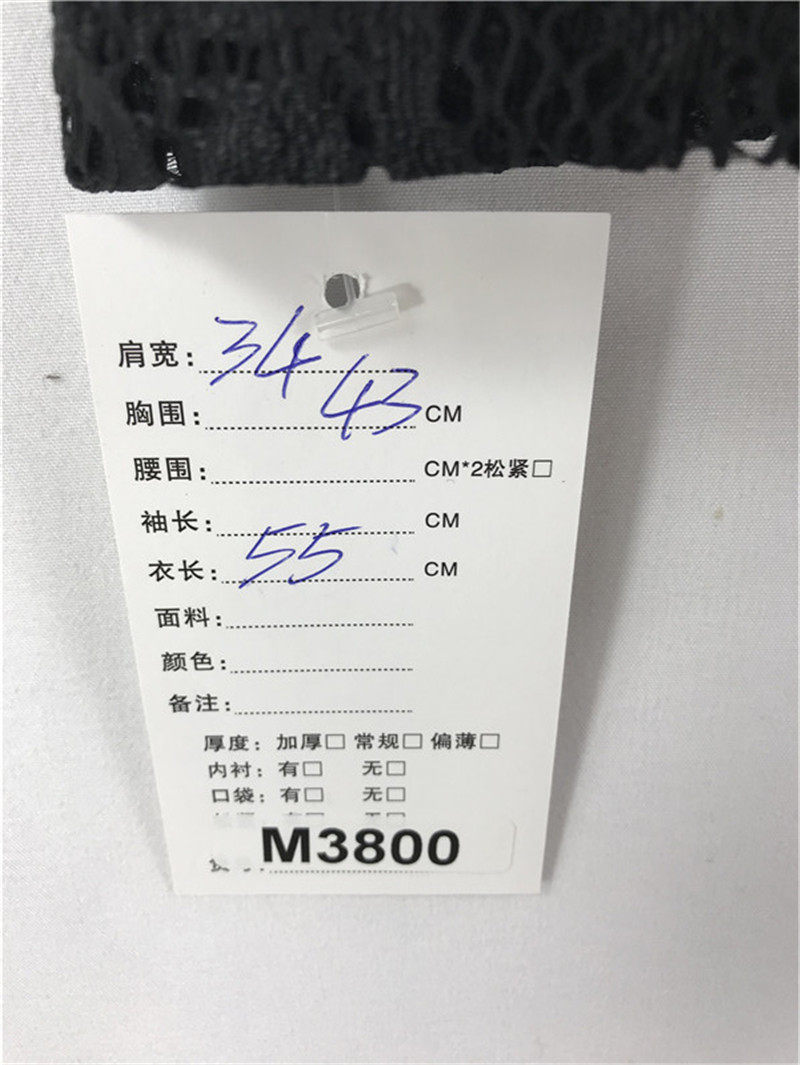 肩宽: 34
胸围: 43 CM
腰围: CM*2松紧□
袖长: CM
衣长: 55 CM
面料:
颜色:
备注:
厚度: 加厚□ 常规□ 偏薄□
内衬: 有□ 无□
口袋: 有□ 无□
M3800